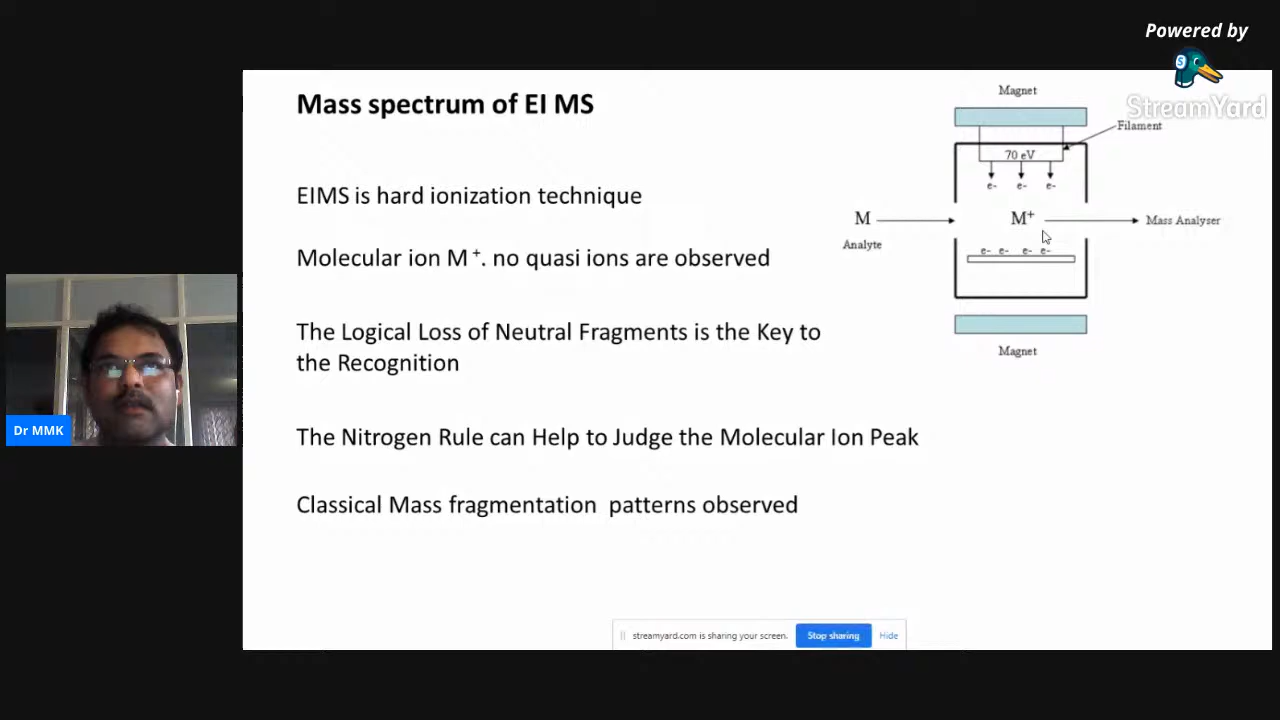 Powered by
StreamYard
Mass spectrum of EI MS
EIMS is hard ionization technique
Molecular ion M +. no quasi ions are observed
The Logical Loss of Neutral Fragments is the Key to
the Recognition
The Nitrogen Rule can Help to Judge the Molecular Ion Peak
Classical Mass fragmentation patterns observed
Magnet
Filament
70 eV
e- e- e-
M
M+
Mass Analyser
Analyte
e- e- e- e-
Magnet
Dr MMK
streamyard.com is sharing your screen.
Stop sharing
Hide